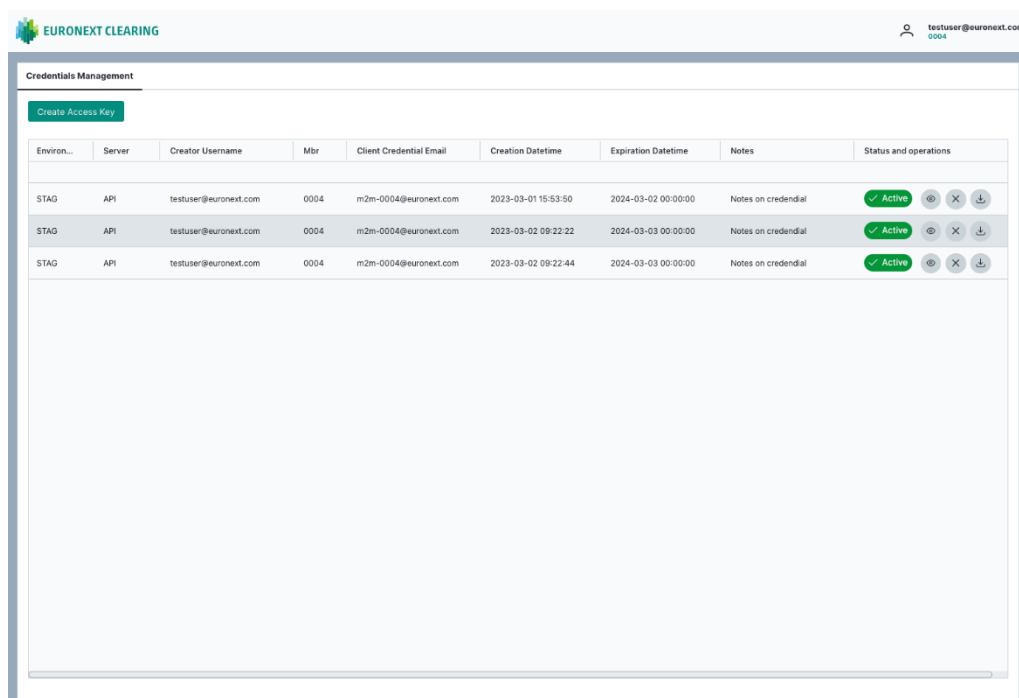 EURONEXT CLEARING
testuser@euronext.com
0004
Credentials Management
Create Access Key
Environ... Server Creator Username Mbr Client Credential Email Creation Datetime Expiration Datetime Notes Status and operations
STAG API testuser@euronext.com 0004 m2m-0004@euronext.com 2023-03-01 15:53:50 2024-03-02 00:00:00 Notes on credendial Active
STAG API testuser@euronext.com 0004 m2m-0004@euronext.com 2023-03-02 09:22:22 2024-03-03 00:00:00 Notes on credendial Active
STAG API testuser@euronext.com 0004 m2m-0004@euronext.com 2023-03-02 09:22:44 2024-03-03 00:00:00 Notes on credendial Active